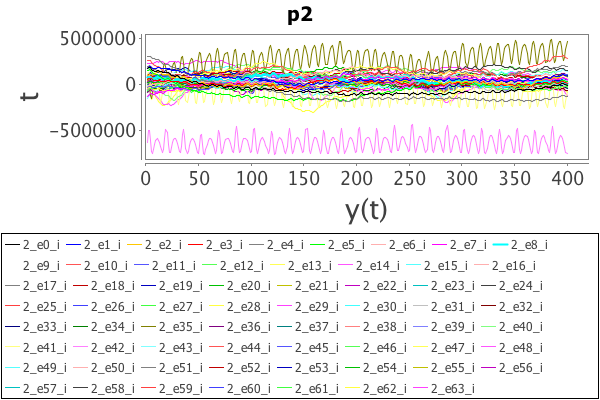 p2
5000000
0
-5000000
t
0 50 100 150 200 250 300 350 400
y(t)
2_e0_i 2_e1_i 2_e2_i 2_e3_i 2_e4_i 2_e5_i 2_e6_i 2_e7_i 2_e8_i
2_e9_i 2_e10_i 2_e11_i 2_e12_i 2_e13_i 2_e14_i 2_e15_i 2_e16_i
2_e17_i 2_e18_i 2_e19_i 2_e20_i 2_e21_i 2_e22_i 2_e23_i 2_e24_i
2_e25_i 2_e26_i 2_e27_i 2_e28_i 2_e29_i 2_e30_i 2_e31_i 2_e32_i
2_e33_i 2_e34_i 2_e35_i 2_e36_i 2_e37_i 2_e38_i 2_e39_i 2_e40_i
2_e41_i 2_e42_i 2_e43_i 2_e44_i 2_e45_i 2_e46_i 2_e47_i 2_e48_i
2_e49_i 2_e50_i 2_e51_i 2_e52_i 2_e53_i 2_e54_i 2_e55_i 2_e56_i
2_e57_i 2_e58_i 2_e59_i 2_e60_i 2_e61_i 2_e62_i 2_e63_i